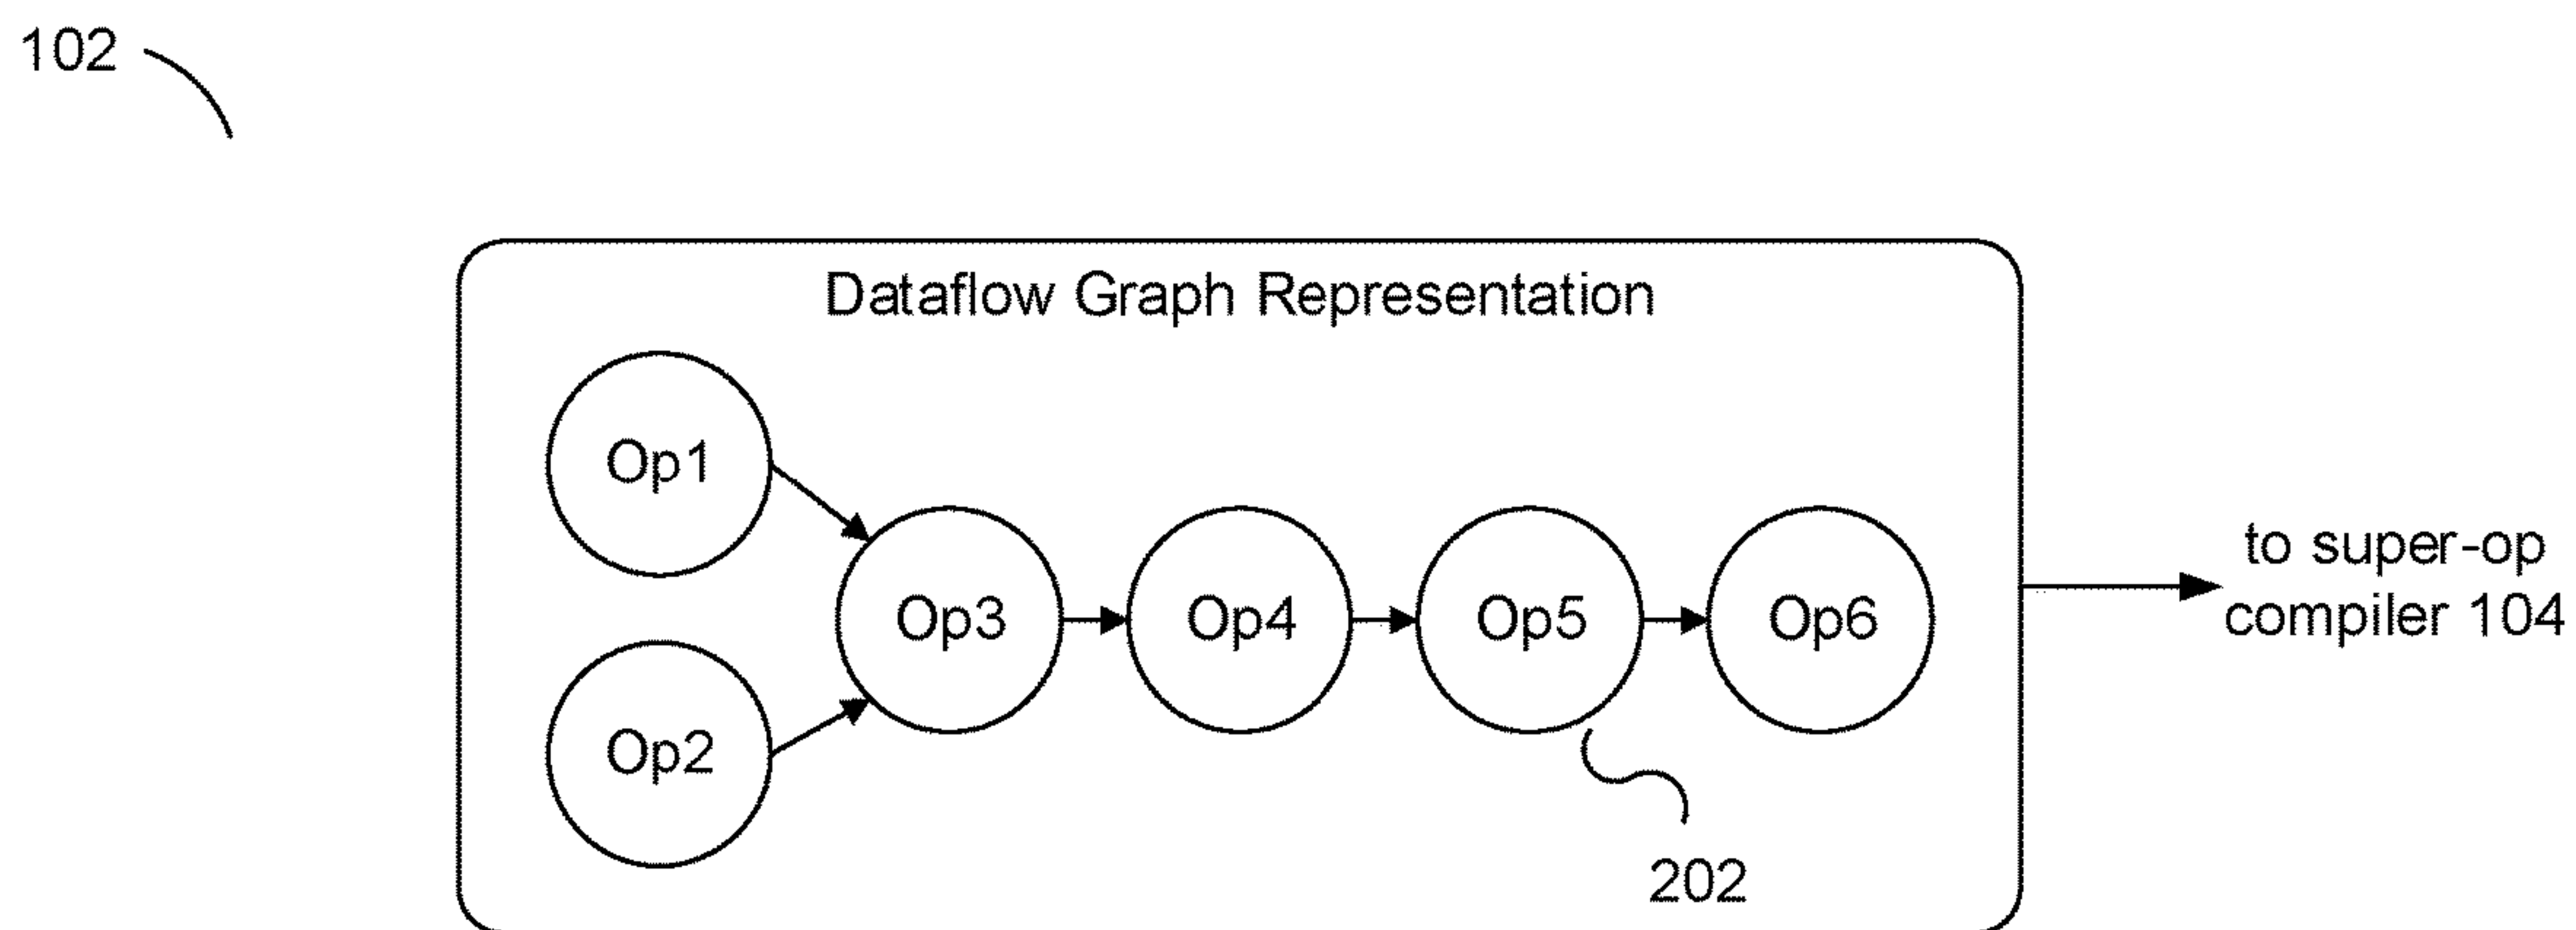 102
Dataflow Graph Representation
Op1
Op2
Op3
Op4
Op5
Op6
202
to super-op
compiler 104